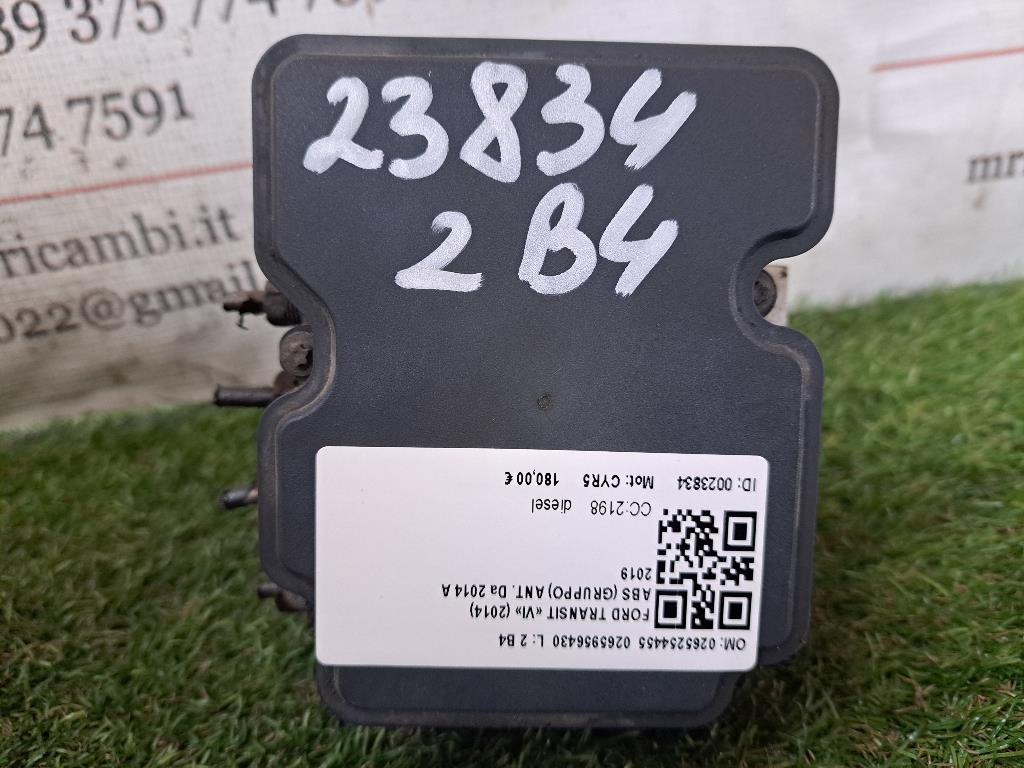 39 375 774 75
74 7591
ricambi.it
022@gmail
mr
23834
2 B4
OM: 0265254455 0265956430 L: 2 B4
FORD TRANSIT «VI» (2014)
ABS (GRUPPO) ANT. Da 2014 A
2019
CC:2198 diesel
ID: 0023834 Mot: CYR5 180,00 €